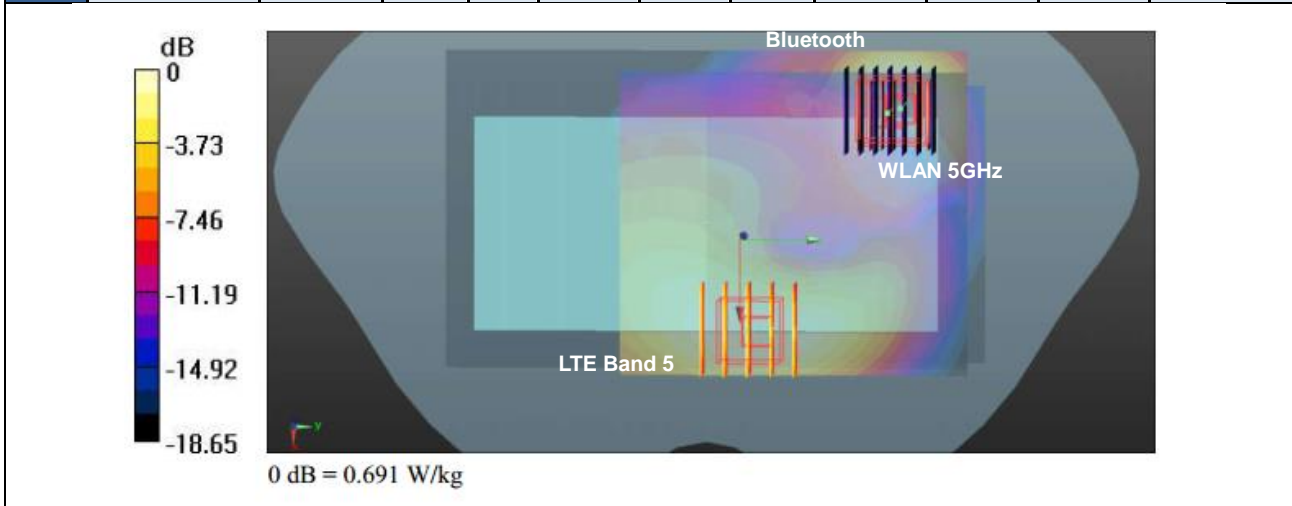 Bluetooth
dB
0
-3.73
-7.46
-11.19
-14.92
-18.65
WLAN 5GHz
LTE Band 5
y
0 dB = 0.691 W/kg